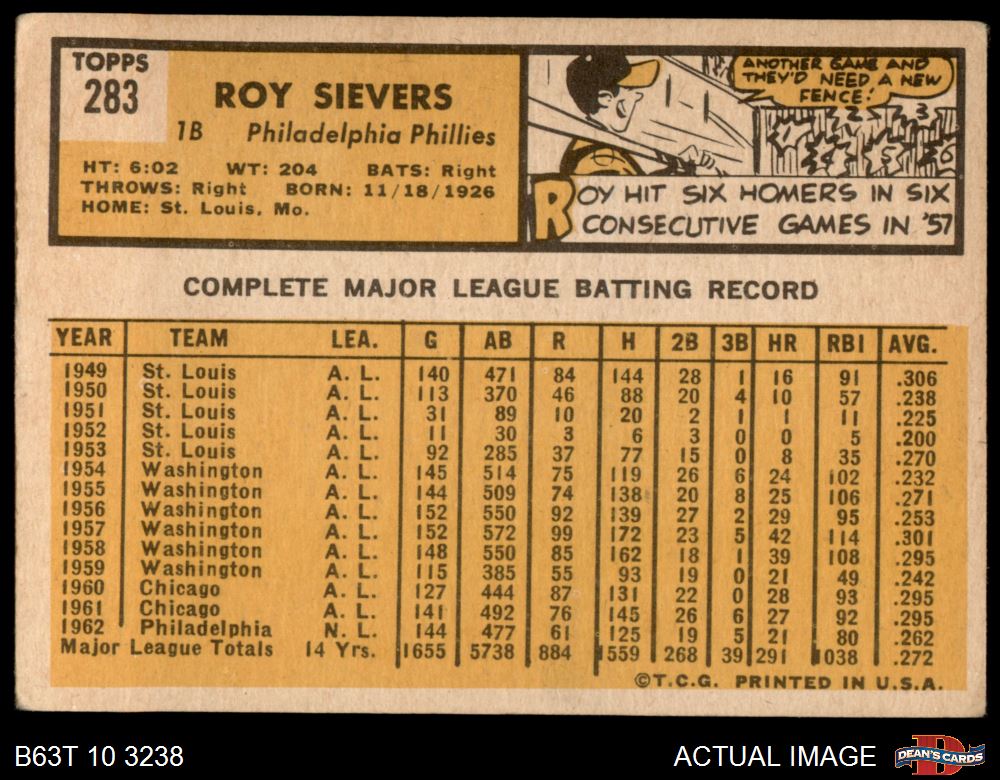 TOPPS
283
ROY SIEVERS
1B Philadelphia Phillies
HT: 6:02 WT: 204 BATS: Right
THROWS: Right BORN: 11/18/1926
HOME: St. Louis, Mo.
ANOTHER GAME AND
THEY'D NEED A NEW
FENCE!
1 2 3
4 5 6
ROY HIT SIX HOMERS IN SIX
CONSECUTIVE GAMES IN '57
COMPLETE MAJOR LEAGUE BATTING RECORD
YEAR TEAM LEA. G AB R H 2B 3B HR RBI AVG.
1949 St. Louis A. L. 140 471 84 144 28 1 16 91 .306
1950 St. Louis A. L. 113 370 46 88 20 4 10 57 .238
1951 St. Louis A. L. 31 89 10 20 2 1 1 11 .225
1952 St. Louis A. L. 11 30 3 6 3 0 0 5 .200
1953 St. Louis A. L. 92 285 37 77 15 0 8 35 .270
1954 Washington A. L. 145 514 75 119 26 6 24 102 .232
1955 Washington A. L. 144 509 74 138 20 8 25 106 .271
1956 Washington A. L. 152 550 92 139 27 2 29 95 .253
1957 Washington A. L. 152 572 99 172 23 5 42 114 .301
1958 Washington A. L. 148 550 85 162 18 1 39 108 .295
1959 Washington A. L. 115 385 55 93 19 0 21 49 .242
1960 Chicago A. L. 127 444 87 131 22 0 28 93 .295
1961 Chicago A. L. 141 492 76 145 26 6 27 92 .295
1962 Philadelphia N. L. 144 477 61 125 19 5 21 80 .262
Major League Totals 14 Yrs. 1655 5738 884 1559 268 39 291 1038 .272
©T.C.G. PRINTED IN U.S.A.
B63T 10 3238
ACTUAL IMAGE
D
DEAN'S CARDS